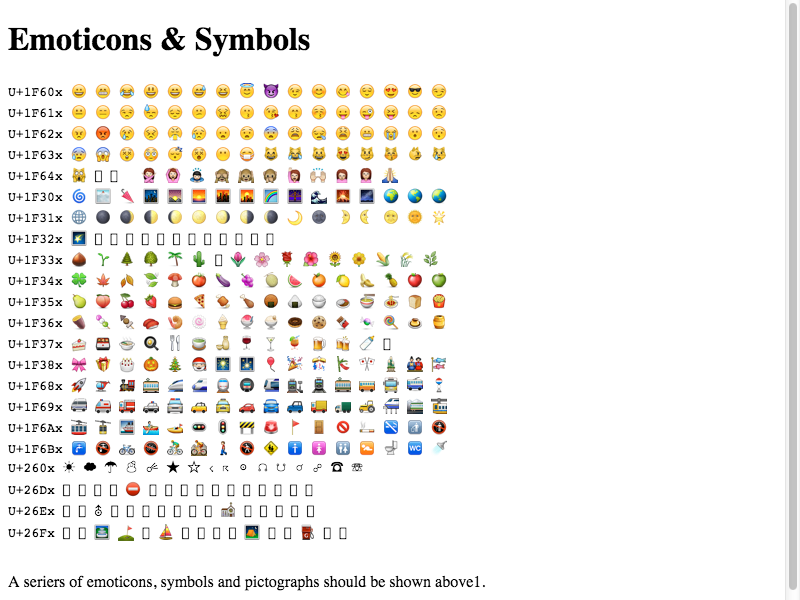 Emoticons & Symbols
U+1F60x
U+1F61x
U+1F62x
U+1F63x
U+1F64x
U+1F30x
U+1F31x
U+1F32x
U+1F33x
U+1F34x
U+1F35x
U+1F36x
U+1F37x
U+1F38x
U+1F68x
U+1F69x
U+1F6Ax
U+1F6Bx
U+260x
U+26Dx
U+26Ex
U+26Fx
A seriers of emoticons, symbols and pictographs should be shown above1.